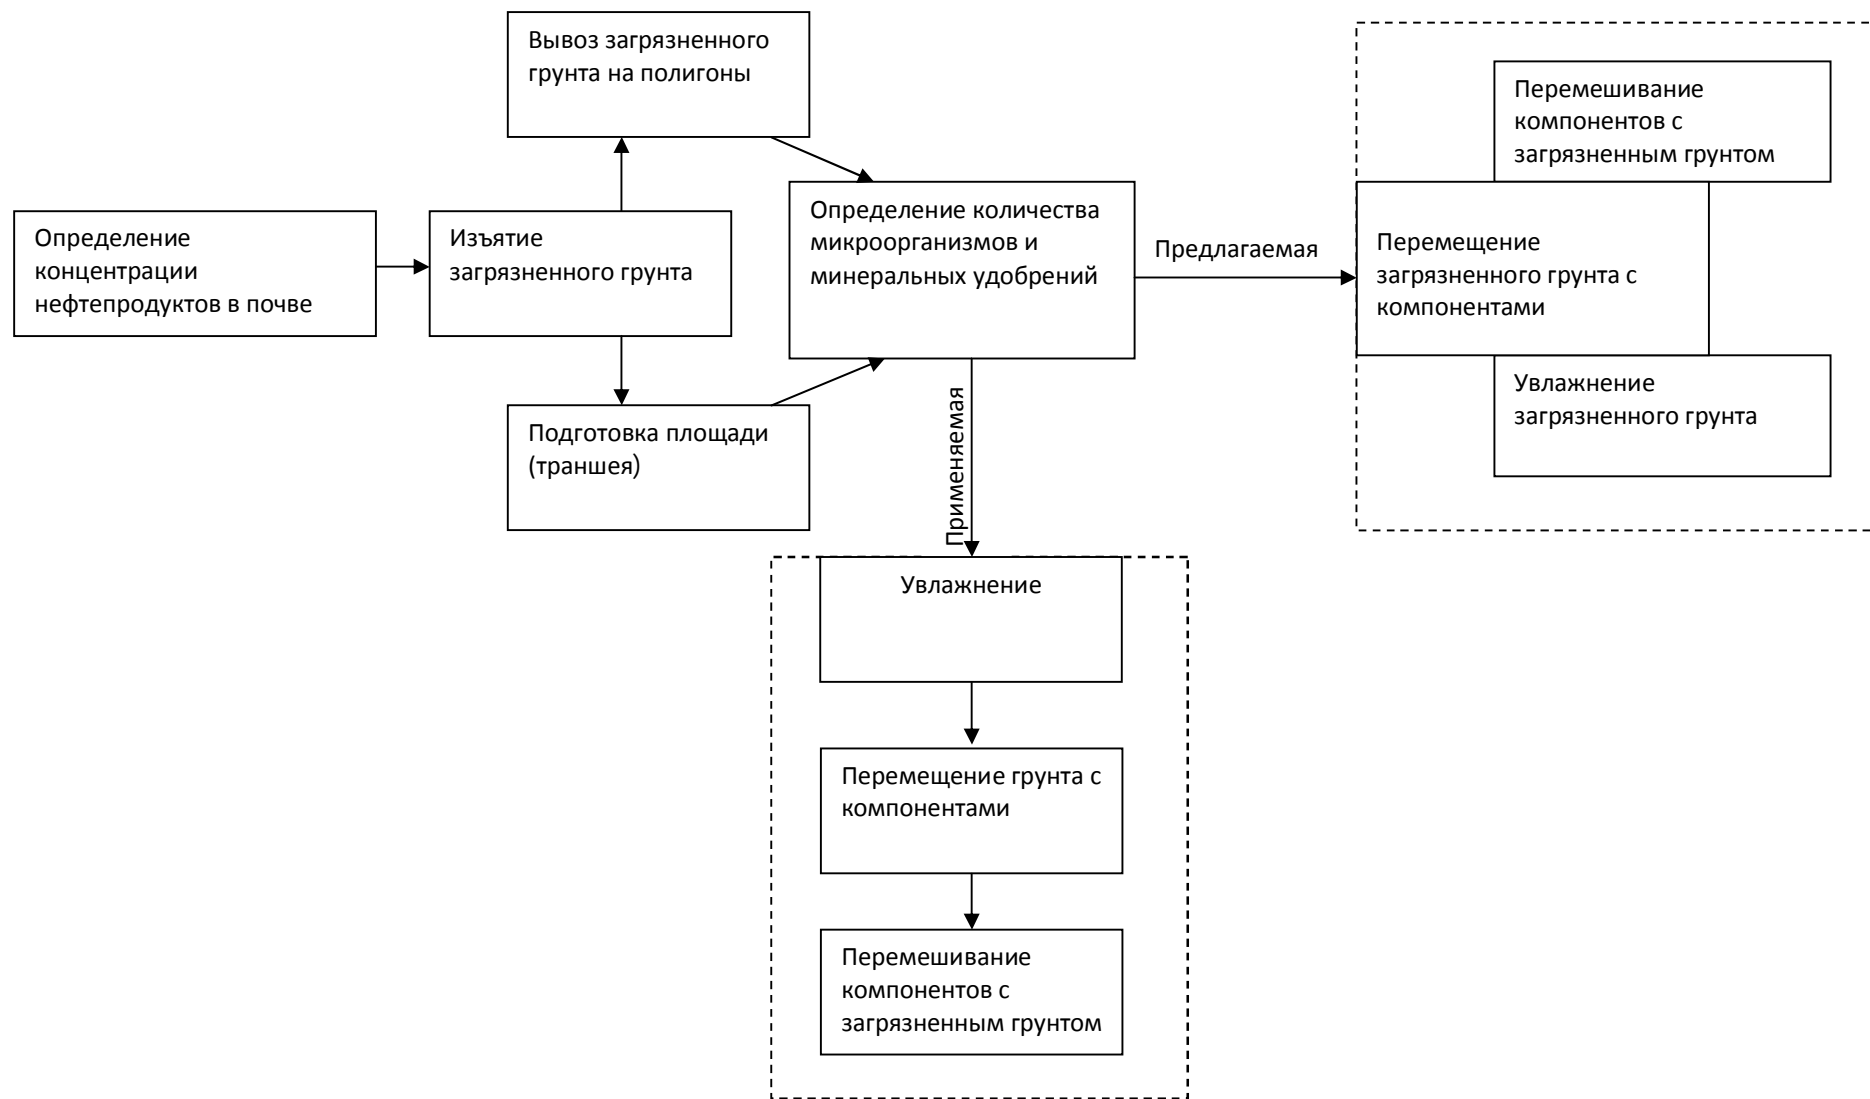 Вывоз загрязненного
грунта на полигоны
Перемешивание
компонентов с
загрязненным грунтом
Определение
концентрации
нефтепродуктов в почве
Изъятие
загрязненного грунта
Определение количества
микроорганизмов и
минеральных удобрений
Предлагаемая
Перемещение
загрязненного грунта с
компонентами
Увлажнение
загрязненного грунта
Подготовка площади
(траншея)
Применяемая
Увлажнение
Перемещение грунта с
компонентами
Перемешивание
компонентов с
загрязненным грунтом